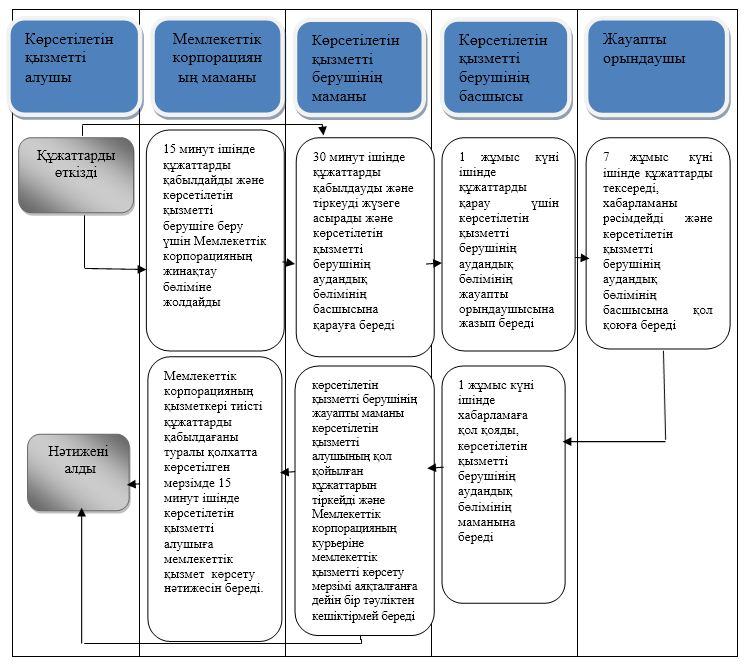 Көрсетілетін
қызметті
алушы
Мемлекеттік
корпорациян
ың маманы
Көрсетілетін
қызметті
берушінің
маманы
Көрсетілетін
қызметті
берушінің
басшысы
Жауапты
орындаушы
Құжаттарды
өткізді
15 минут ішінде
құжаттарды
қабылдайды және
көрсетілетін
қызметті
берушіге беру
үшін Мемлекеттік
корпорацияның
жинақтау
бөліміне
жолдайды
30 минут ішінде
құжаттарды
қабылдауды және
тіркеуді жүзеге
асырады және
көрсетілетін
қызметті
берушінің
аудандық
бөлімінің
басшысына
қарауға береді
1 жұмыс күні
ішінде
құжаттарды
қарау үшін
көрсетілетін
қызметті
берушінің
аудандық
бөлімінің
жауапты
орындаушысына
жазып береді
7 жұмыс күні
ішінде құжаттарды
тексереді,
хабарламаны
рәсімдейді және
көрсетілетін
қызметті
берушінің
аудандық
бөлімінің
басшысына қол
қоюға береді
Нәтижені
алды
Мемлекеттік
корпорацияның
қызметкері тиісті
құжаттарды
қабылдағаны
туралы қолхатта
көрсетілген
мерзімде 15
минут ішінде
көрсетілетін
қызметті
алушыға
мемлекеттік
қызмет көрсету
нәтижесін береді.
көрсетілетін
қызметті берушінің
жауапты маманы
көрсетілетін
қызметті
алушының қол
қойылған
құжаттарын
тіркейді және
Мемлекеттік
корпорацияның
курьеріне
мемлекеттік
қызметті көрсету
мерзімі аяқталғанға
дейін бір тәуліктен
кешіктірмей береді
1 жұмыс күні
ішінде
хабарламаға
қол қояды,
көрсетілетін
қызметті
берушінің
аудандық
бөлімінің
маманына
береді